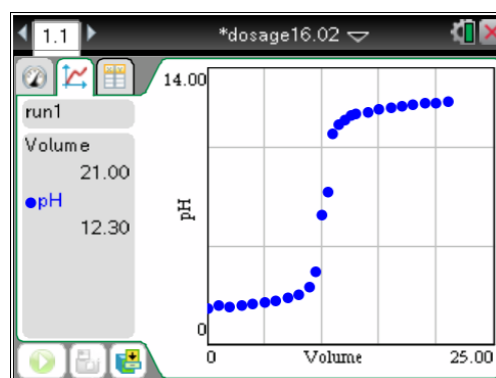 1.1
*dosage16.02
run1
Volume
21.00
pH
12.30
14.00
pH
0
0 Volume 25.00